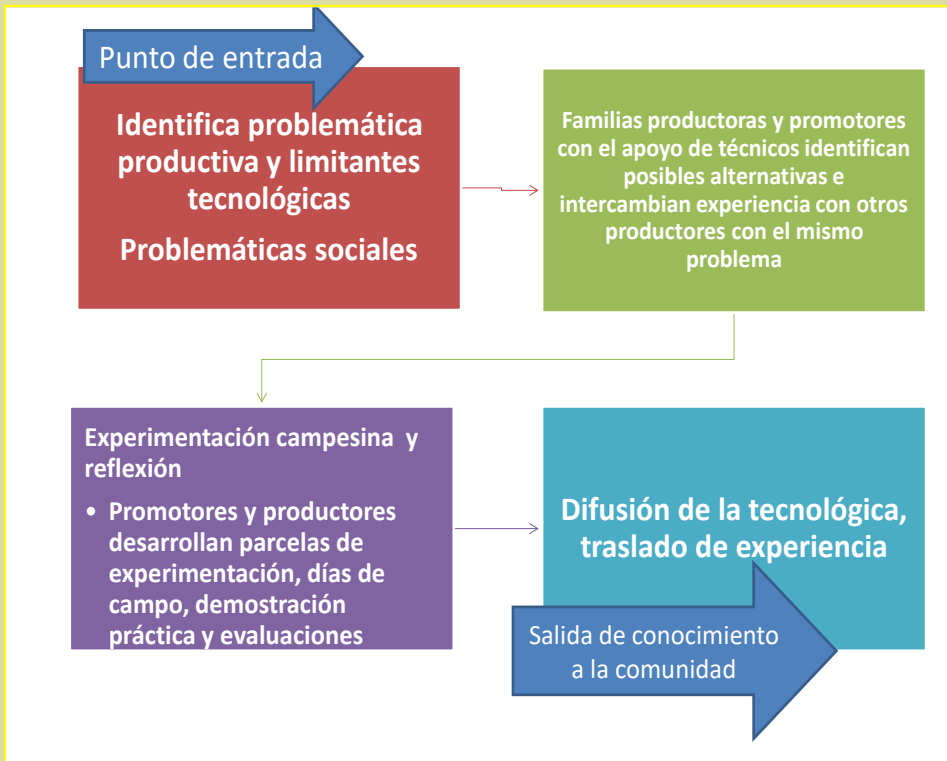 Punto de entrada
Identifica problemática
productiva y limitantes
tecnológicas
Problemáticas sociales
Familias productoras y promotores
con el apoyo de técnicos identifican
posibles alternativas e
intercambian experiencia con otros
productores con el mismo
problema
Experimentación campesina y
reflexión
• Promotores y productores
desarrollan parcelas de
experimentación, días de
campo, demostración
práctica y evaluaciones
Difusión de la tecnológica,
traslado de experiencia
Salida de conocimiento
a la comunidad